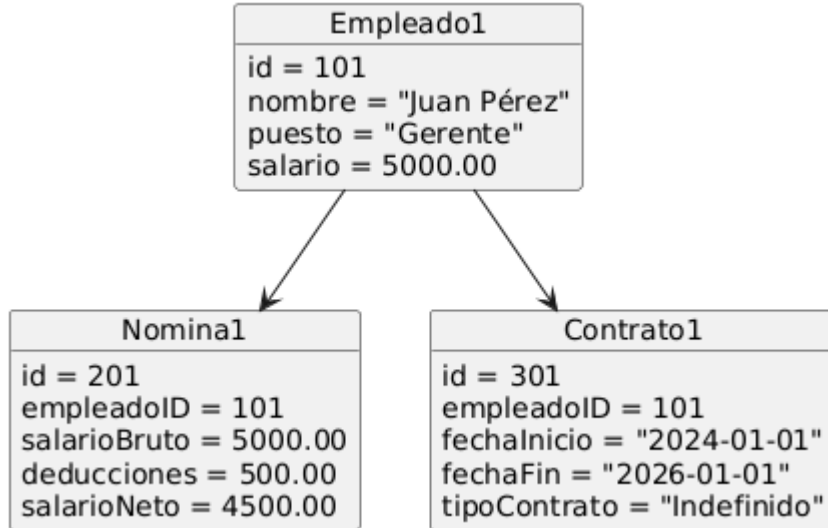 Empleado1
id = 101
nombre = "Juan Pérez"
puesto = "Gerente"
salario = 5000.00
Nomina1
id = 201
empleadoID = 101
salarioBruto = 5000.00
deducciones = 500.00
salarioNeto = 4500.00
Contrato1
id = 301
empleadoID = 101
fechaInicio = "2024-01-01"
fechaFin = "2026-01-01"
tipoContrato = "Indefinido"